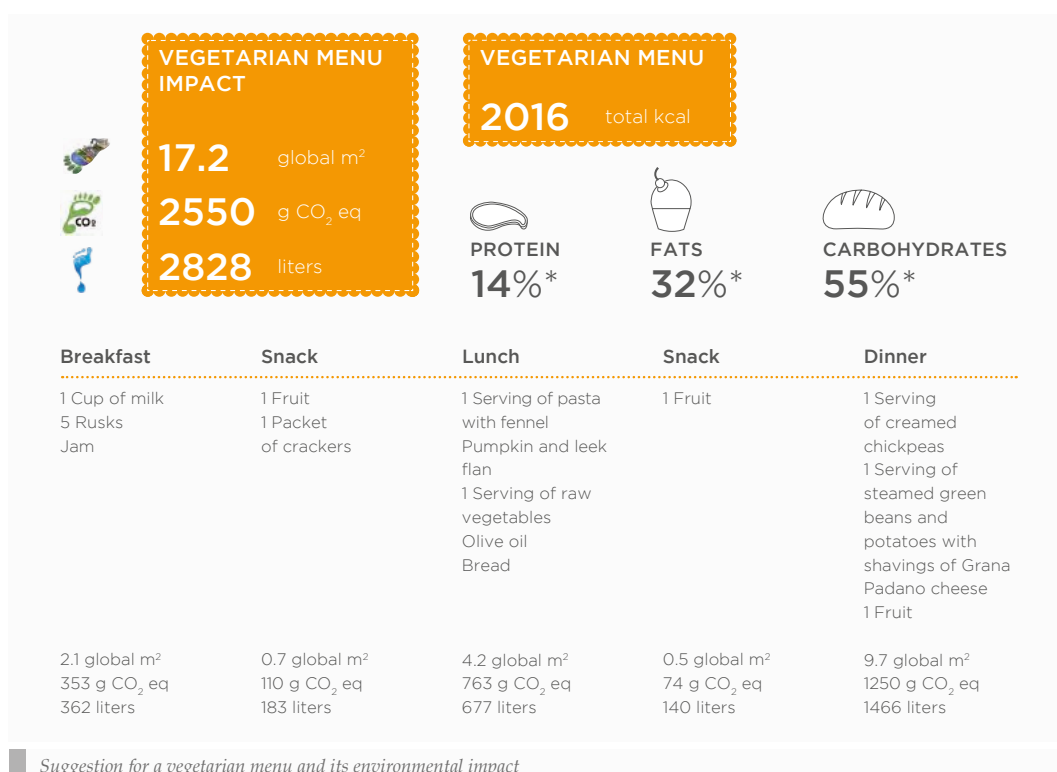 VEGETARIAN MENU
IMPACT
17.2 global m²
2550 g CO₂ eq
2828 liters
CO₂
VEGETARIAN MENU
2016 total kcal
PROTEIN
14%*
FATS
32%*
CARBOHYDRATES
55%*
Breakfast
1 Cup of milk
5 Rusks
Jam
2.1 global m²
353 g CO₂ eq
362 liters
Snack
1 Fruit
1 Packet
of crackers
0.7 global m²
110 g CO₂ eq
183 liters
Lunch
1 Serving of pasta
with fennel
Pumpkin and leek
flan
1 Serving of raw
vegetables
Olive oil
Bread
4.2 global m²
763 g CO₂ eq
677 liters
Snack
1 Fruit
0.5 global m²
74 g CO₂ eq
140 liters
Dinner
1 Serving
of creamed
chickpeas
1 Serving of
steamed green
beans and
potatoes with
shavings of Grana
Padano cheese
1 Fruit
9.7 global m²
1250 g CO₂ eq
1466 liters
Suggestion for a vegetarian menu and its environmental impact